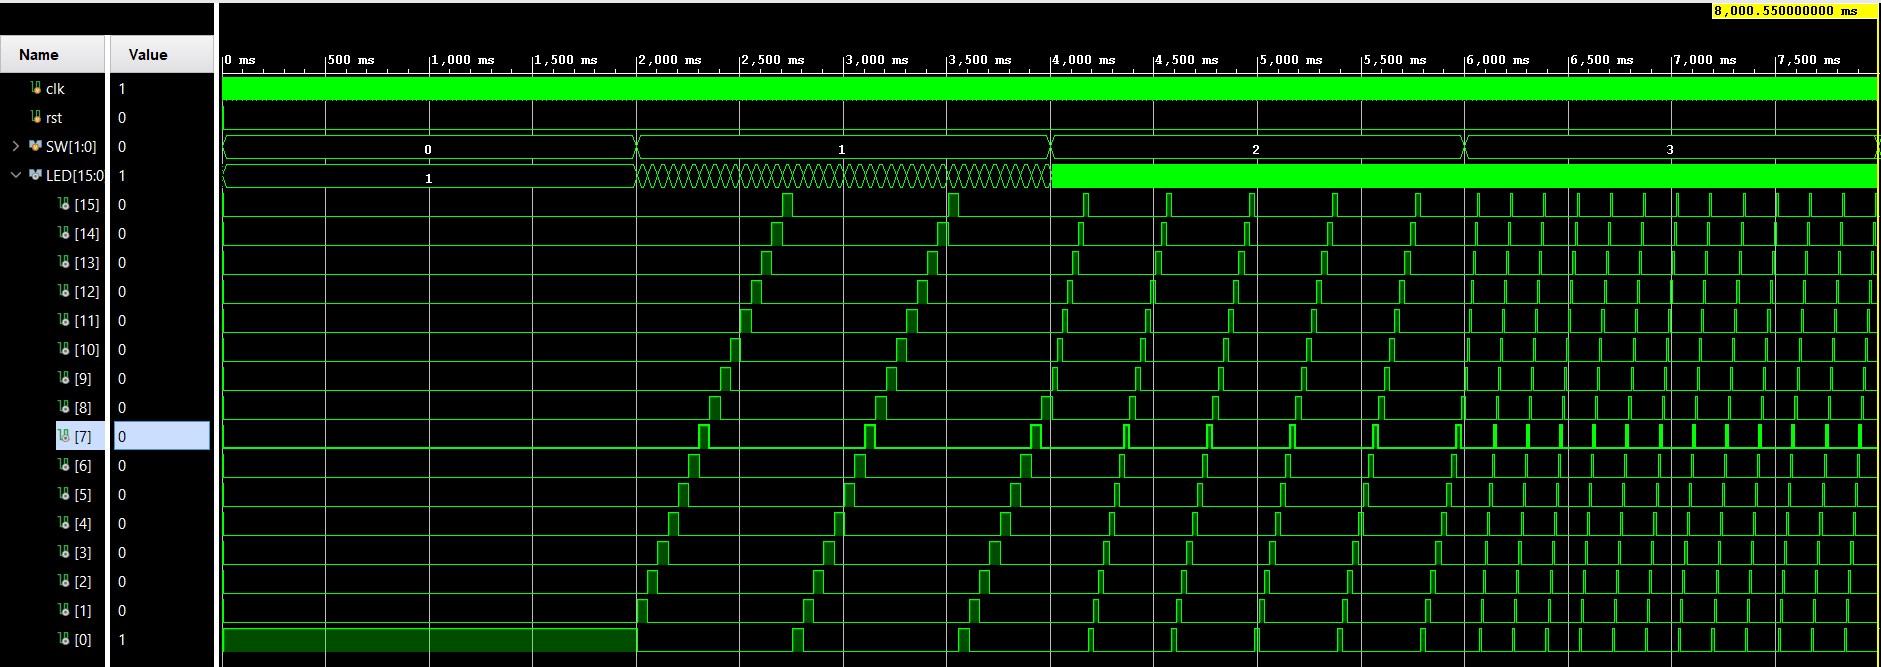 8,000.550000000 ms
Name Value
0 ms 500 ms 1,000 ms 1,500 ms 2,000 ms 2,500 ms 3,000 ms 3,500 ms 4,000 ms 4,500 ms 5,000 ms 5,500 ms 6,000 ms 6,500 ms 7,000 ms 7,500 ms
clk 1
rst 0
SW[1:0] 0 0 1 2 3
LED[15:0 1 1
[15] 0
[14] 0
[13] 0
[12] 0
[11] 0
[10] 0
[9] 0
[8] 0
[7] 0
[6] 0
[5] 0
[4] 0
[3] 0
[2] 0
[1] 0
[0] 1